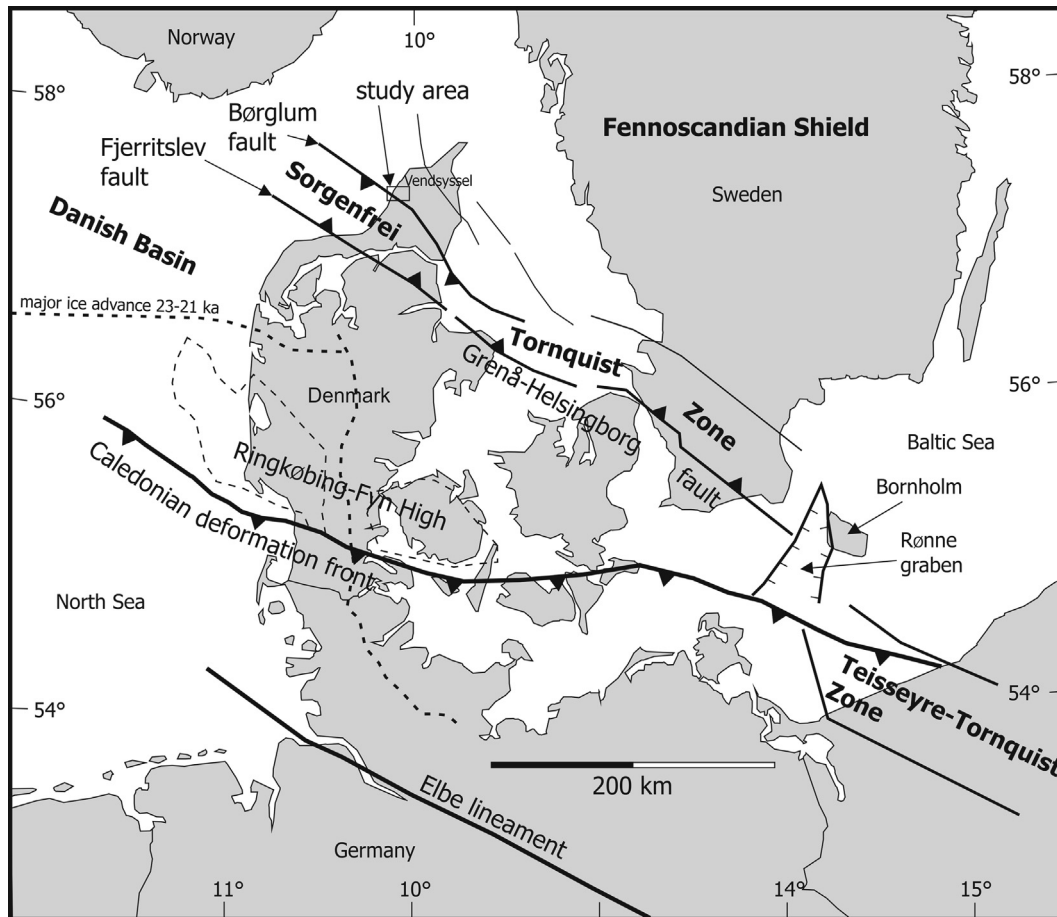 Norway
10°
58°
58°
study area
Børglum
fault
Fennoscandian Shield
Fjerritslev
fault
Vendsyssel
Sweden
Sorgenfrei
Danish Basin
major ice advance 23-21 ka
Tornquist
Grenå-Helsingborg
fault
Zone
56°
56°
Denmark
Baltic Sea
Ringkøbing-Fyn High
Caledonian deformation front
Bornholm
Rønne
graben
North Sea
54°
54°
Teisseyre-Tornquist
Zone
200 km
Elbe lineament
Germany
11°
10°
14°
15°